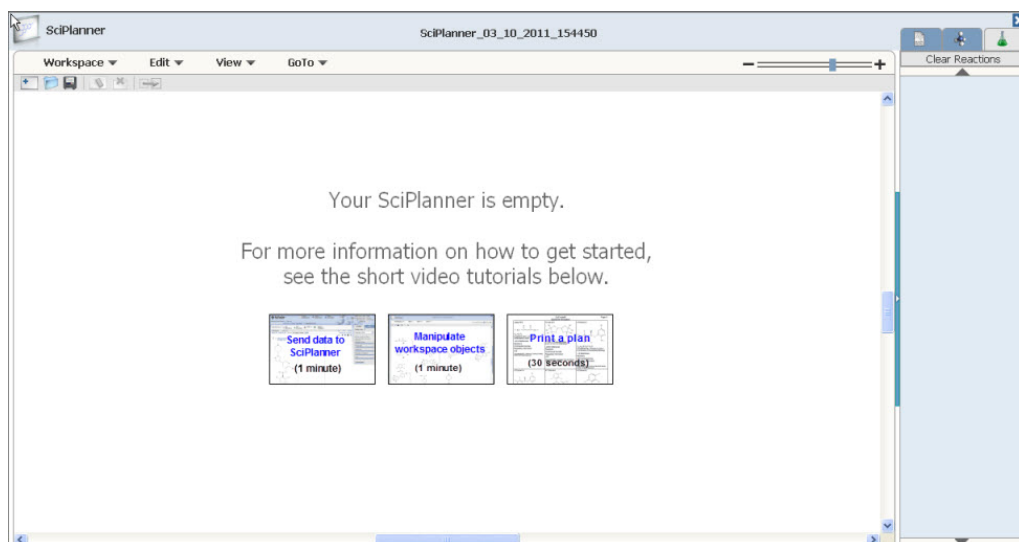 SciPlanner
SciPlanner_03_10_2011_154450
Workspace Edit View GoTo
Clear Reactions
Your SciPlanner is empty.
For more information on how to get started,
see the short video tutorials below.
Send data to
SciPlanner
(1 minute)
Manipulate
workspace objects
(1 minute)
Print a plan
(30 seconds)